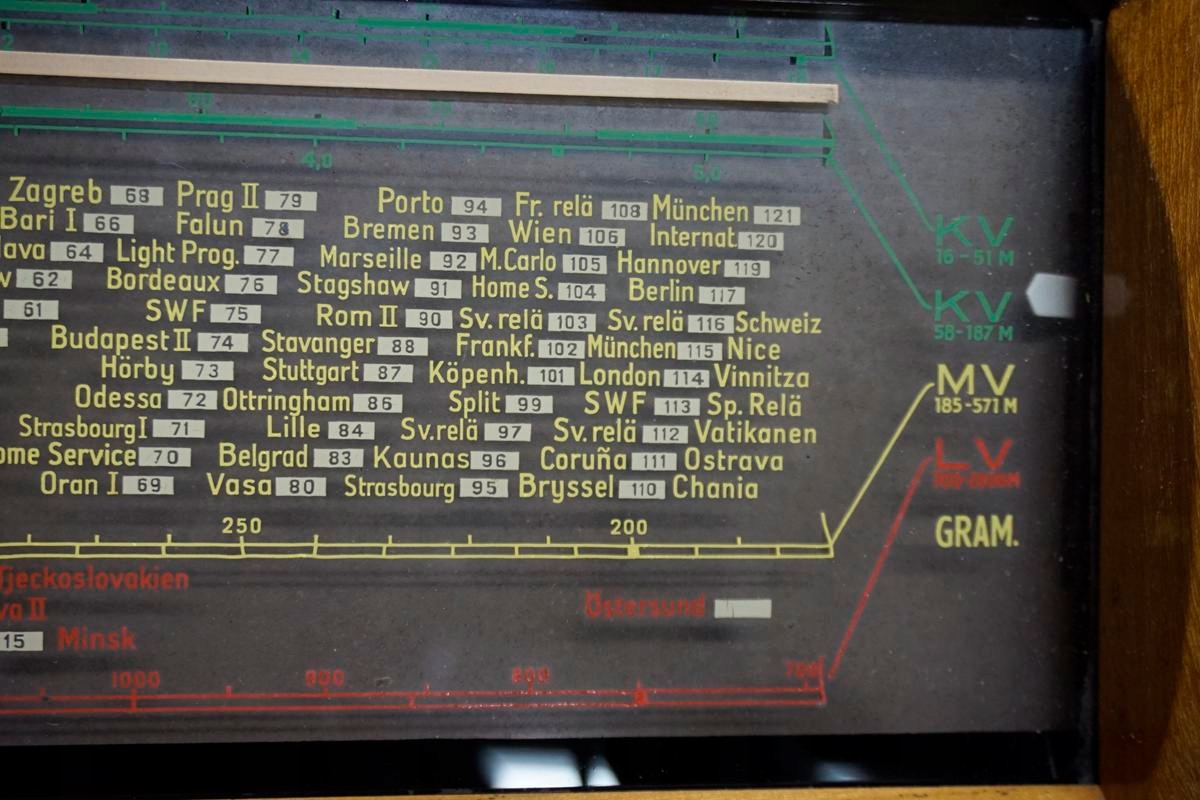 4,0 5,0
Zagreb 68 Prag II 79 Porto 94 Fr. relä 108 München 121
Bari I 66 Falun 78 Bremen 93 Wien 106 Internat. 120
64 Light Prog. 77 Marseille 92 M.Carlo 105 Hannover 119
62 Bordeaux 76 Stagshaw 91 Home S. 104 Berlin 117
61 SWF 75 Rom II 90 Sv. relä 103 Sv. relä 116 Schweiz
Budapest II 74 Stavanger 88 Frankf. 102 München 115 Nice
Hörby 73 Stuttgart 87 Köpenh. 101 London 114 Vinnitza
Odessa 72 Ottringham 86 Split 99 SWF 113 Sp. Relä
Strasbourg I 71 Lille 84 Sv.relä 97 Sv. relä 112 Vatikanen
ome Service 70 Belgrad 83 Kaunas 96 Coruña 111 Ostrava
Oran I 69 Vasa 80 Strasbourg 95 Bryssel 110 Chania
250 200
Tjeckoslovakien
va II Östersund
15 Minsk
1000 900 800 700
KV
16-51 M
KV
58-187 M
MV
185-571 M
LV
GRAM.